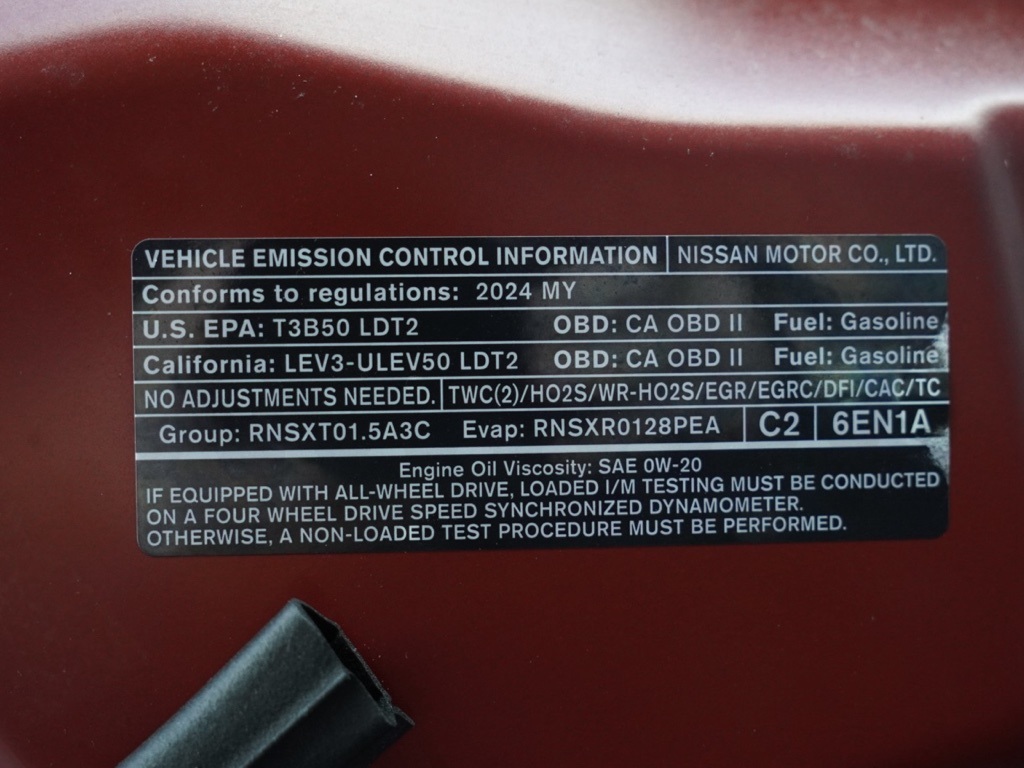 VEHICLE EMISSION CONTROL INFORMATION NISSAN MOTOR CO., LTD.
Conforms to regulations: 2024 MY
U.S. EPA: T3B50 LDT2 OBD: CA OBD II Fuel: Gasoline
California: LEV3-ULEV50 LDT2 OBD: CA OBD II Fuel: Gasoline
NO ADJUSTMENTS NEEDED. TWC(2)/HO2S/WR-HO2S/EGR/EGRC/DFI/CAC/TC
Group: RNSXT01.5A3C Evap: RNSXR0128PEA C2 6EN1A
Engine Oil Viscosity: SAE 0W-20
IF EQUIPPED WITH ALL-WHEEL DRIVE, LOADED I/M TESTING MUST BE CONDUCTED
ON A FOUR WHEEL DRIVE SPEED SYNCHRONIZED DYNAMOMETER.
OTHERWISE, A NON-LOADED TEST PROCEDURE MUST BE PERFORMED.